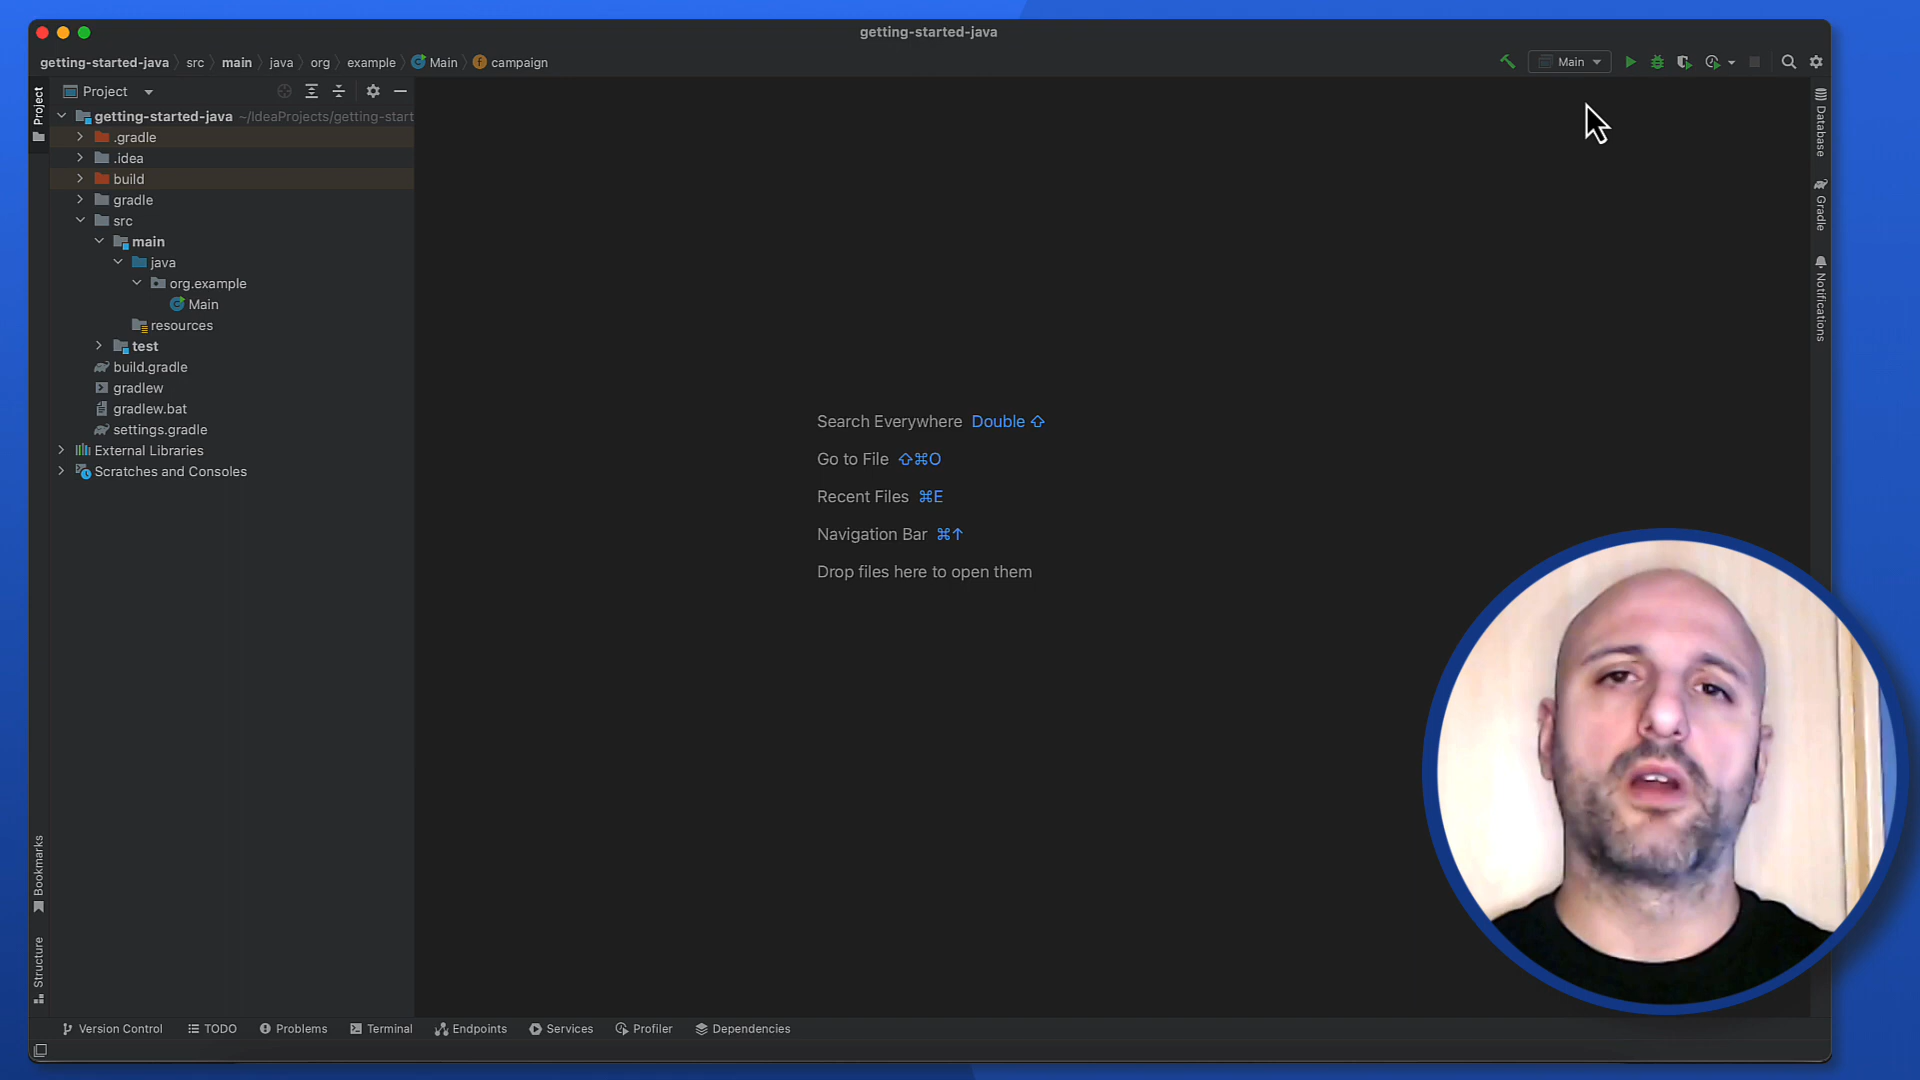 getting-started-java
getting-started-java src main java org example Main campaign
Main
Project
Project
getting-started-java ~/IdeaProjects/getting-start
.gradle
.idea
build
gradle
src
main
java
org.example
Main
resources
test
build.gradle
gradlew
gradlew.bat
settings.gradle
External Libraries
Scratches and Consoles
Search Everywhere Double ⇧
Go to File ⇧⌘O
Recent Files ⌘E
Navigation Bar ⌘↑
Drop files here to open them
Database
Gradle
Notifications
Bookmarks
Structure
Version Control TODO Problems Terminal Endpoints Services Profiler Dependencies